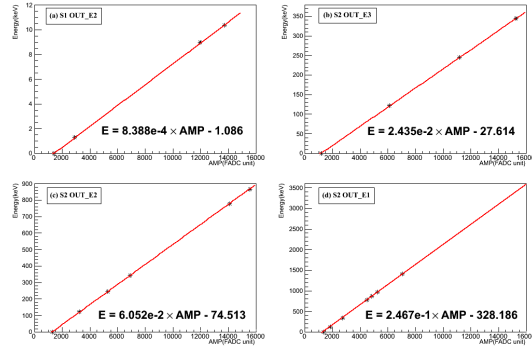 Energy(keV)
(a) S1 OUT_E2
12
10
8
6
4
2
0
E = 8.388e-4 × AMP - 1.086
0 2000 4000 6000 8000 10000 12000 14000 16000
AMP(FADC unit)
Energy(keV)
(b) S2 OUT_E3
350
300
250
200
150
100
50
0
E = 2.435e-2 × AMP - 27.614
0 2000 4000 6000 8000 10000 12000 14000 16000
AMP(FADC unit)
Energy(keV)
(c) S2 OUT_E2
900
800
700
600
500
400
300
200
100
0
E = 6.052e-2 × AMP - 74.513
0 2000 4000 6000 8000 10000 12000 14000 16000
AMP(FADC unit)
Energy(keV)
(d) S2 OUT_E1
3500
3000
2500
2000
1500
1000
500
0
E = 2.467e-1 × AMP - 328.186
0 2000 4000 6000 8000 10000 12000 14000 16000
AMP(FADC unit)